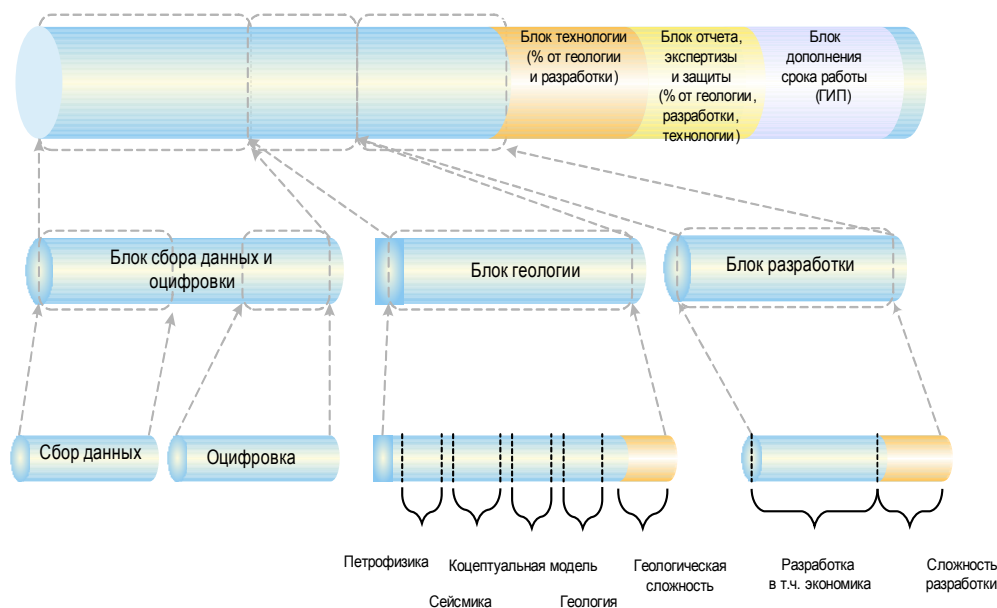 Блок технологии
(% от геологии
и разработки)
Блок отчета,
экспертизы
и защиты
(% от геологии,
разработки,
технологии)
Блок
дополнения
срока работы
(ГИП)
Блок сбора данных и
оцифровки
Блок геологии
Блок разработки
Сбор данных
Оцифровка
Петрофизика
Сейсмика
Коцептуальная модель
Геология
Геологическая
сложность
Разработка
в т.ч. экономика
Сложность
разработки